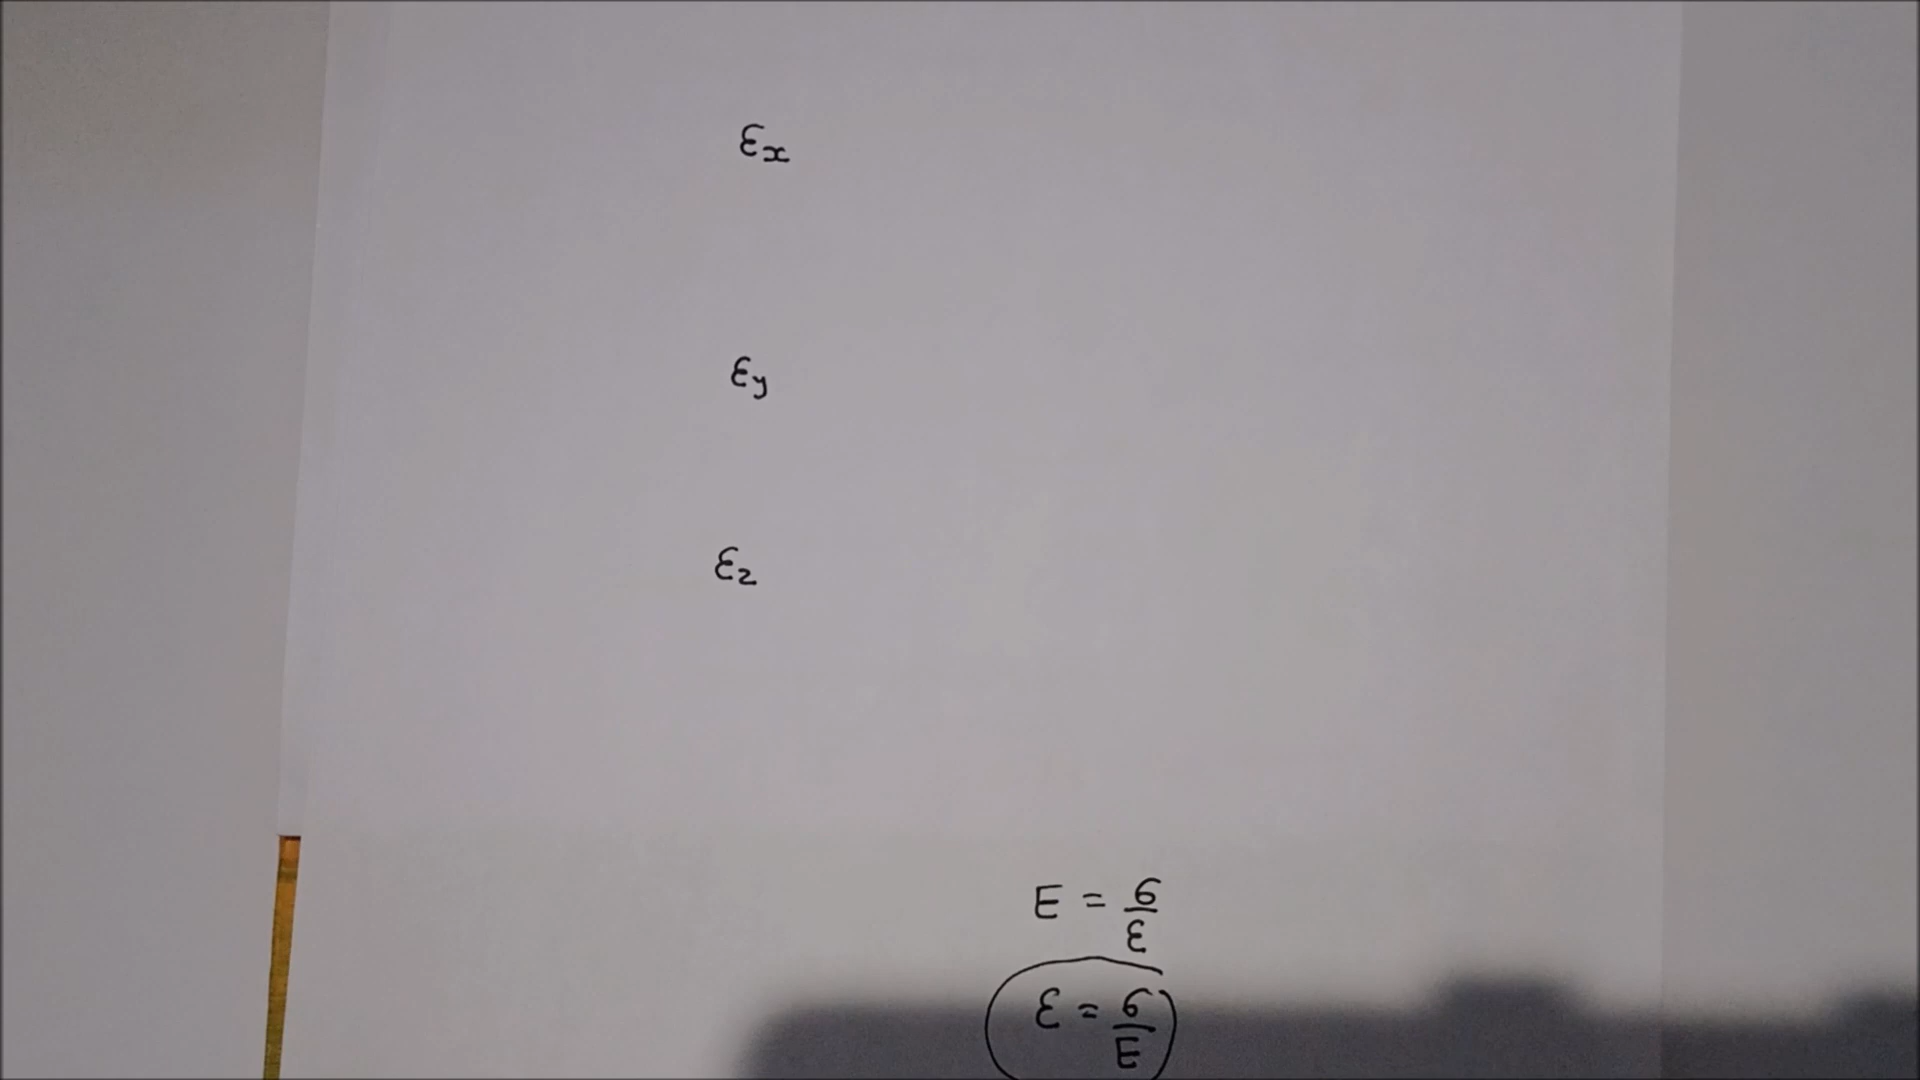 εx
εy
εz
E = σ/ε
ε = σ/E